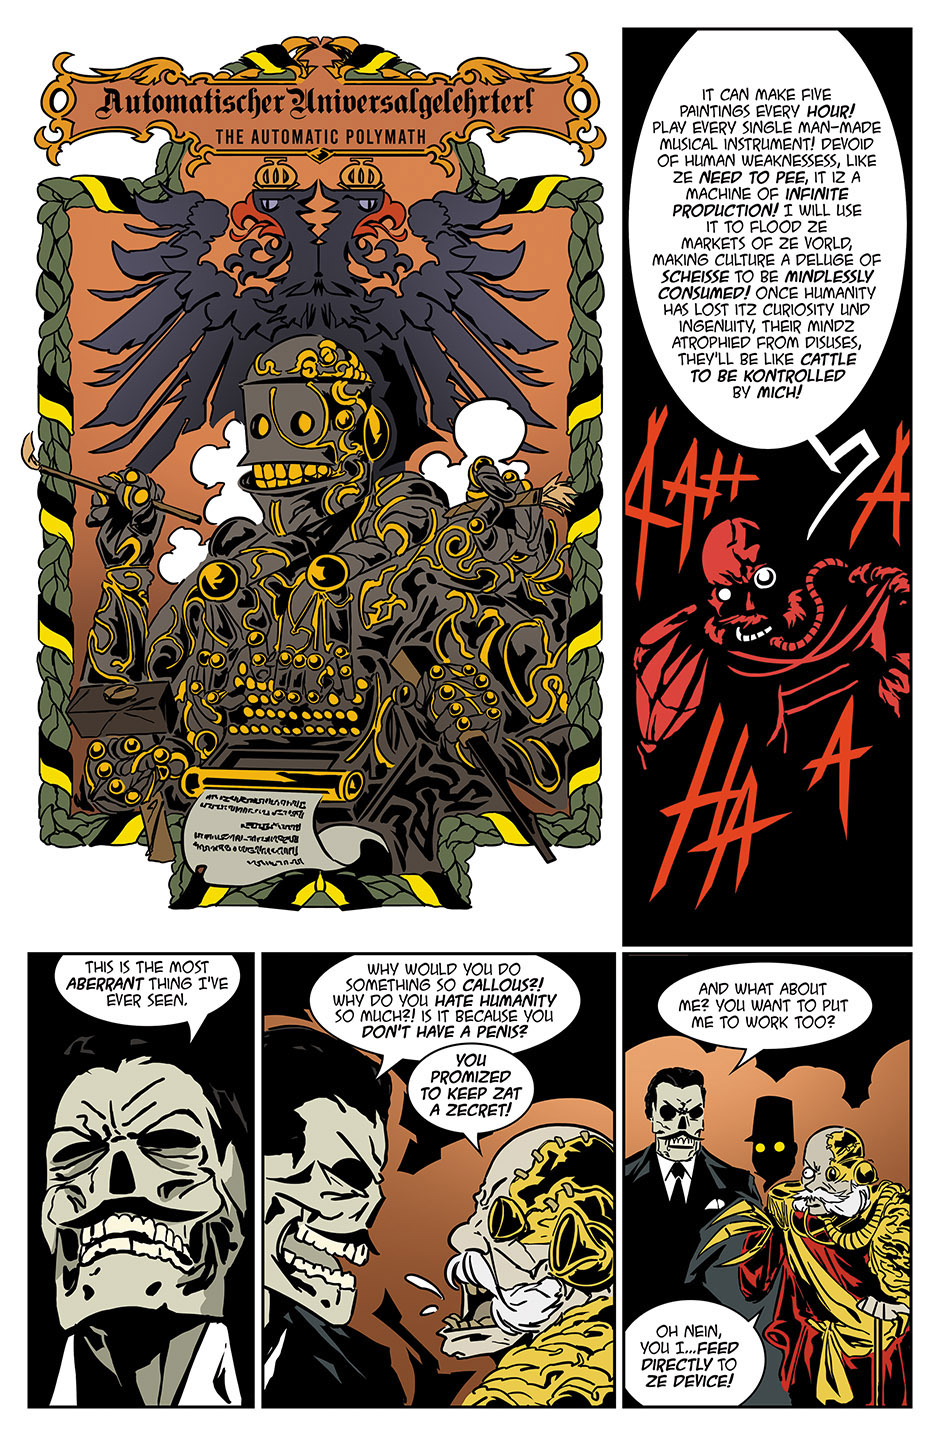 Automatischer Universalgelehrter!
THE AUTOMATIC POLYMATH
IT CAN MAKE FIVE
PAINTINGS EVERY HOUR!
PLAY EVERY SINGLE MAN-MADE
MUSICAL INSTRUMENT! DEVOID
OF HUMAN WEAKNESSESS, LIKE
ZE NEED TO PEE, IT IZ A
MACHINE OF INFINITE
PRODUCTION! I WILL USE
IT TO FLOOD ZE
MARKETS OF ZE VORLD,
MAKING CULTURE A DELUGE OF
SCHEISSE TO BE MINDLESSLY
CONSUMED! ONCE HUMANITY
HAS LOST ITZ CURIOSITY UND
INGENUITY, THEIR MINDZ
ATROPHIED FROM DISUSES,
THEY'LL BE LIKE CATTLE
TO BE KONTROLLED
BY MICH!
AAH
HA
HA
A
THIS IS THE MOST
ABERRANT THING I'VE
EVER SEEN.
WHY WOULD YOU DO
SOMETHING SO CALLOUS?!
WHY DO YOU HATE HUMANITY
SO MUCH?! IS IT BECAUSE YOU
DON'T HAVE A PENIS?
YOU
PROMIZED
TO KEEP ZAT
A ZECRET!
AND WHAT ABOUT
ME? YOU WANT TO PUT
ME TO WORK TOO?
OH NEIN,
YOU I...FEED
DIRECTLY TO
ZE DEVICE!